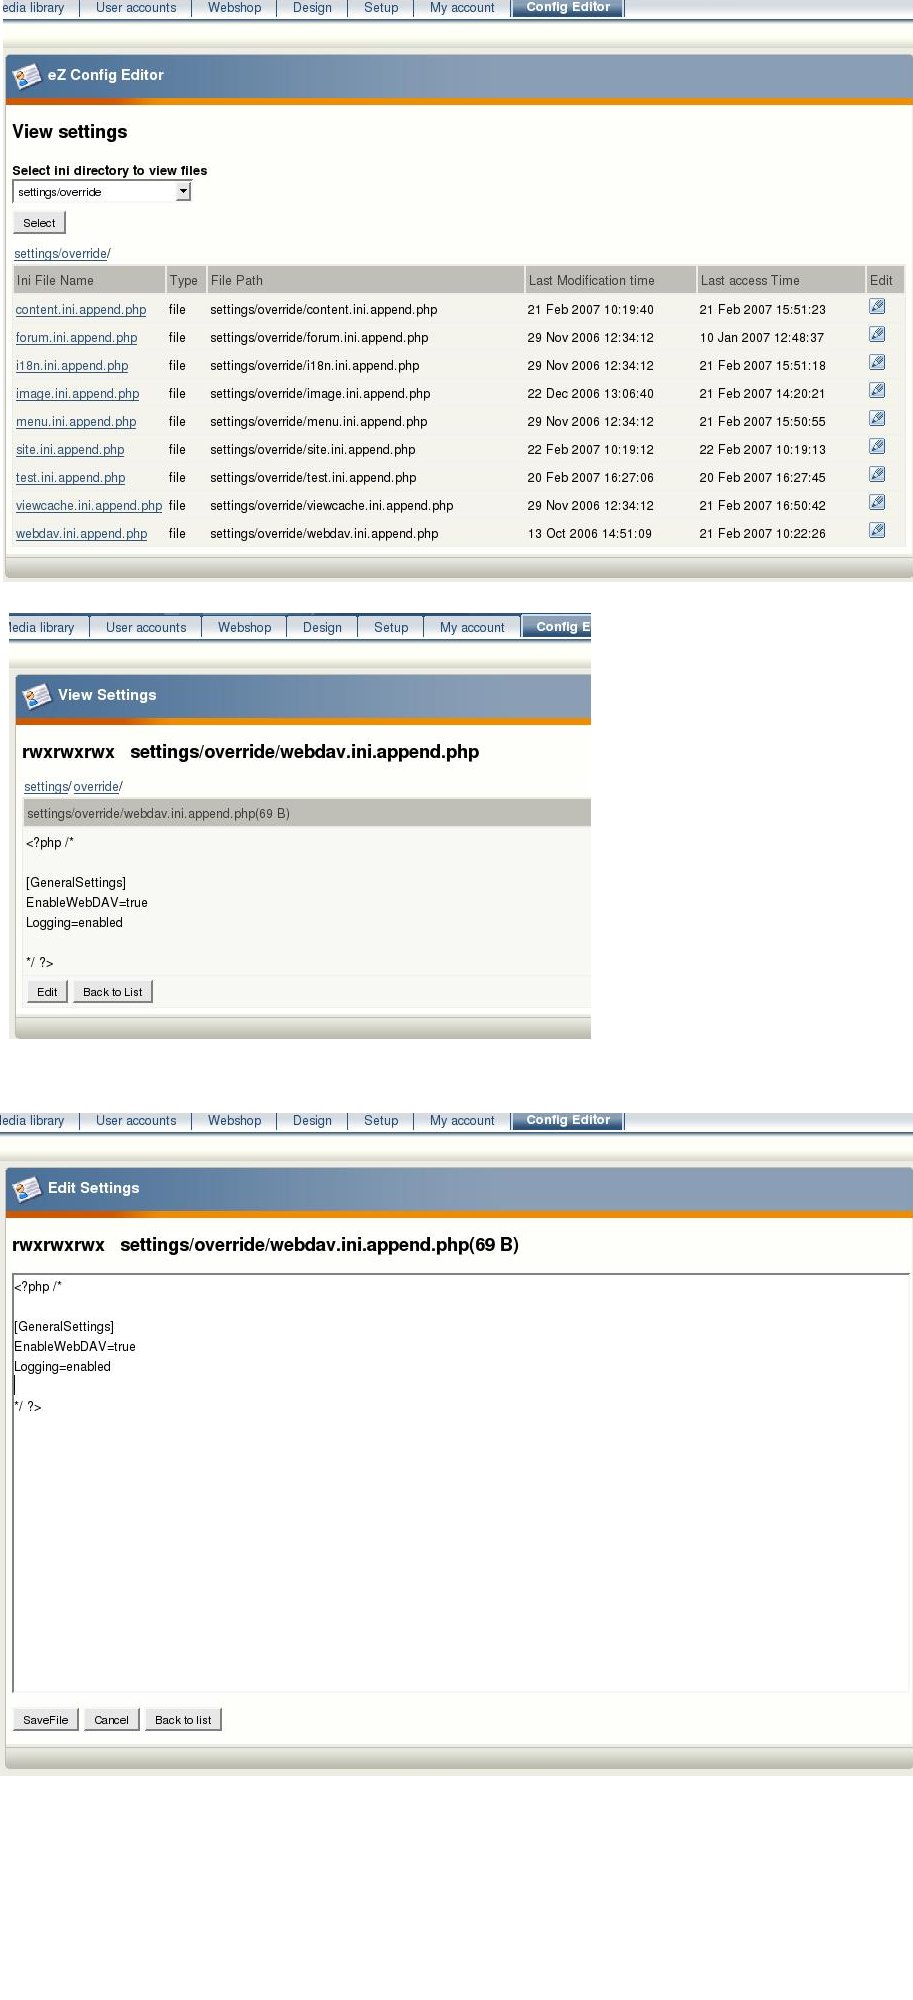 edia library User accounts Webshop Design Setup My account Config Editor
eZ Config Editor
View settings
Select ini directory to view files
settings/override
Select
settings/override/
Ini File Name Type File Path Last Modification time Last access Time Edit
content.ini.append.php file settings/override/content.ini.append.php 21 Feb 2007 10:19:40 21 Feb 2007 15:51:23
forum.ini.append.php file settings/override/forum.ini.append.php 29 Nov 2006 12:34:12 10 Jan 2007 12:48:37
i18n.ini.append.php file settings/override/i18n.ini.append.php 29 Nov 2006 12:34:12 21 Feb 2007 15:51:18
image.ini.append.php file settings/override/image.ini.append.php 22 Dec 2006 13:06:40 21 Feb 2007 14:20:21
menu.ini.append.php file settings/override/menu.ini.append.php 29 Nov 2006 12:34:12 21 Feb 2007 15:50:55
site.ini.append.php file settings/override/site.ini.append.php 22 Feb 2007 10:19:12 22 Feb 2007 10:19:13
test.ini.append.php file settings/override/test.ini.append.php 20 Feb 2007 16:27:06 20 Feb 2007 16:27:45
viewcache.ini.append.php file settings/override/viewcache.ini.append.php 29 Nov 2006 12:34:12 21 Feb 2007 16:50:42
webdav.ini.append.php file settings/override/webdav.ini.append.php 13 Oct 2006 14:51:09 21 Feb 2007 10:22:26
Media library User accounts Webshop Design Setup My account Config E
View Settings
rwxrwxrwx settings/override/webdav.ini.append.php
settings/override/
settings/override/webdav.ini.append.php(69 B)
<?php /*
[GeneralSettings]
EnableWebDAV=true
Logging=enabled
*/ ?>
Edit Back to List
Media library User accounts Webshop Design Setup My account Config Editor
Edit Settings
rwxrwxrwx settings/override/webdav.ini.append.php(69 B)
<?php /*
[GeneralSettings]
EnableWebDAV=true
Logging=enabled
*/ ?>
SaveFile Cancel Back to list